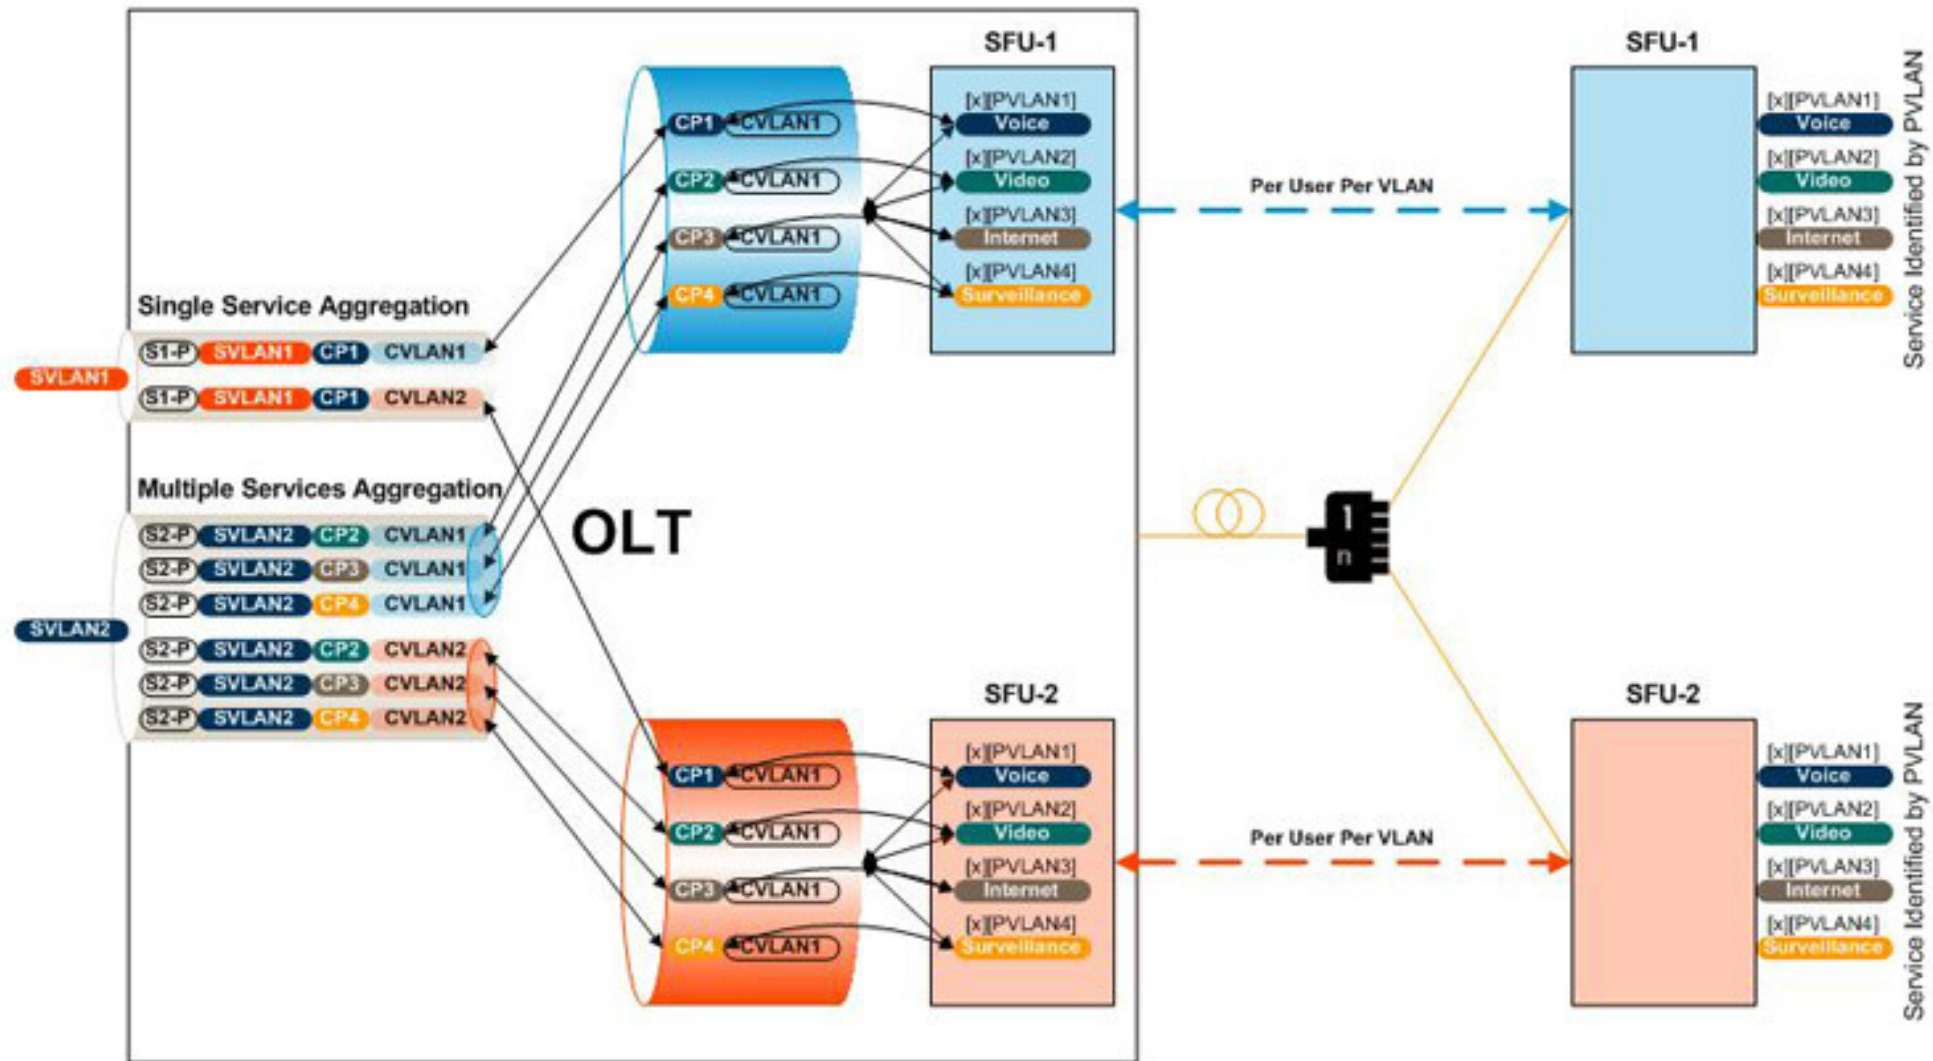 SFU-1
SFU-1
CP1 CVLAN1
[x][PVLAN1]
Voice
CP2 CVLAN1
[x][PVLAN2]
Video
CP3 CVLAN1
[x][PVLAN3]
Internet
CP4 CVLAN1
[x][PVLAN4]
Surveillance
Per User Per VLAN
[x][PVLAN1]
Voice
[x][PVLAN2]
Video
[x][PVLAN3]
Internet
[x][PVLAN4]
Surveillance
Service Identified by PVLAN
Single Service Aggregation
SVLAN1
S1-P SVLAN1 CP1 CVLAN1
S1-P SVLAN1 CP1 CVLAN2
Multiple Services Aggregation
SVLAN2
S2-P SVLAN2 CP2 CVLAN1
S2-P SVLAN2 CP3 CVLAN1
S2-P SVLAN2 CP4 CVLAN1
S2-P SVLAN2 CP2 CVLAN2
S2-P SVLAN2 CP3 CVLAN2
S2-P SVLAN2 CP4 CVLAN2
OLT
1
n
SFU-2
SFU-2
CP1 CVLAN1
[x][PVLAN1]
Voice
CP2 CVLAN1
[x][PVLAN2]
Video
CP3 CVLAN1
[x][PVLAN3]
Internet
CP4 CVLAN1
[x][PVLAN4]
Surveillance
Per User Per VLAN
[x][PVLAN1]
Voice
[x][PVLAN2]
Video
[x][PVLAN3]
Internet
[x][PVLAN4]
Surveillance
Service Identified by PVLAN